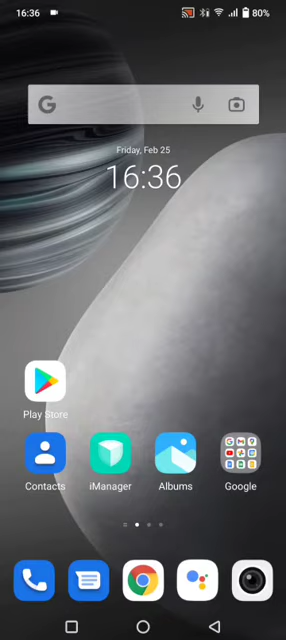 16:36
80%
Friday, Feb 25
16:36
Play Store
Contacts
iManager
Albums
Google